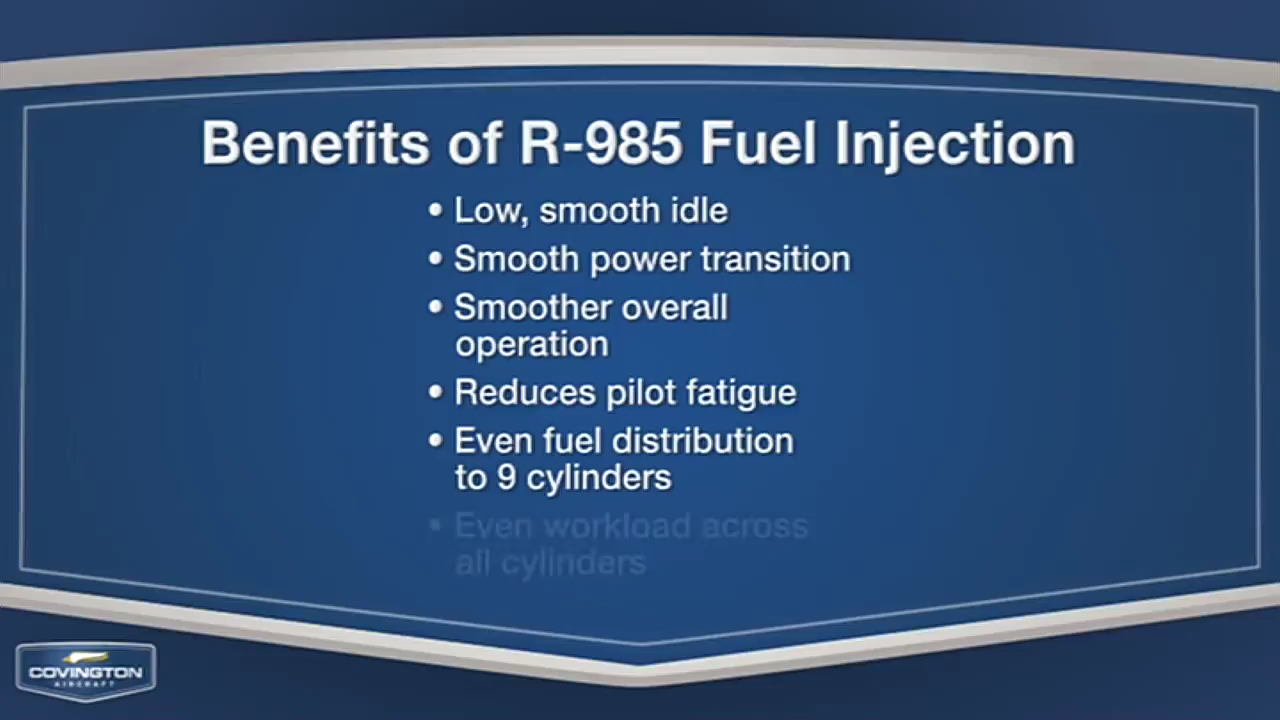 Benefits of R-985 Fuel Injection
• Low, smooth idle
• Smooth power transition
• Smoother overall
operation
• Reduces pilot fatigue
• Even fuel distribution
to 9 cylinders
• Even workload across
all cylinders
COVINGTON
AIRCRAFT